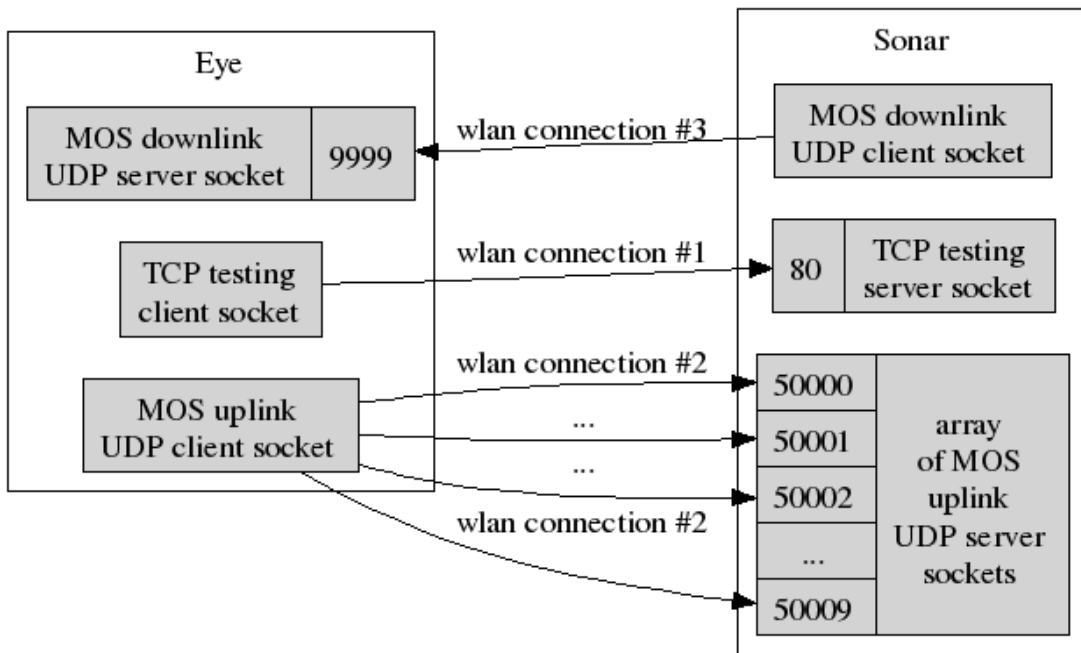 Eye
MOS downlink
UDP server socket
9999
TCP testing
client socket
MOS uplink
UDP client socket
wlan connection #3
wlan connection #1
wlan connection #2
...
...
wlan connection #2
Sonar
MOS downlink
UDP client socket
80
TCP testing
server socket
50000
50001
50002
...
50009
array
of MOS
uplink
UDP server
sockets